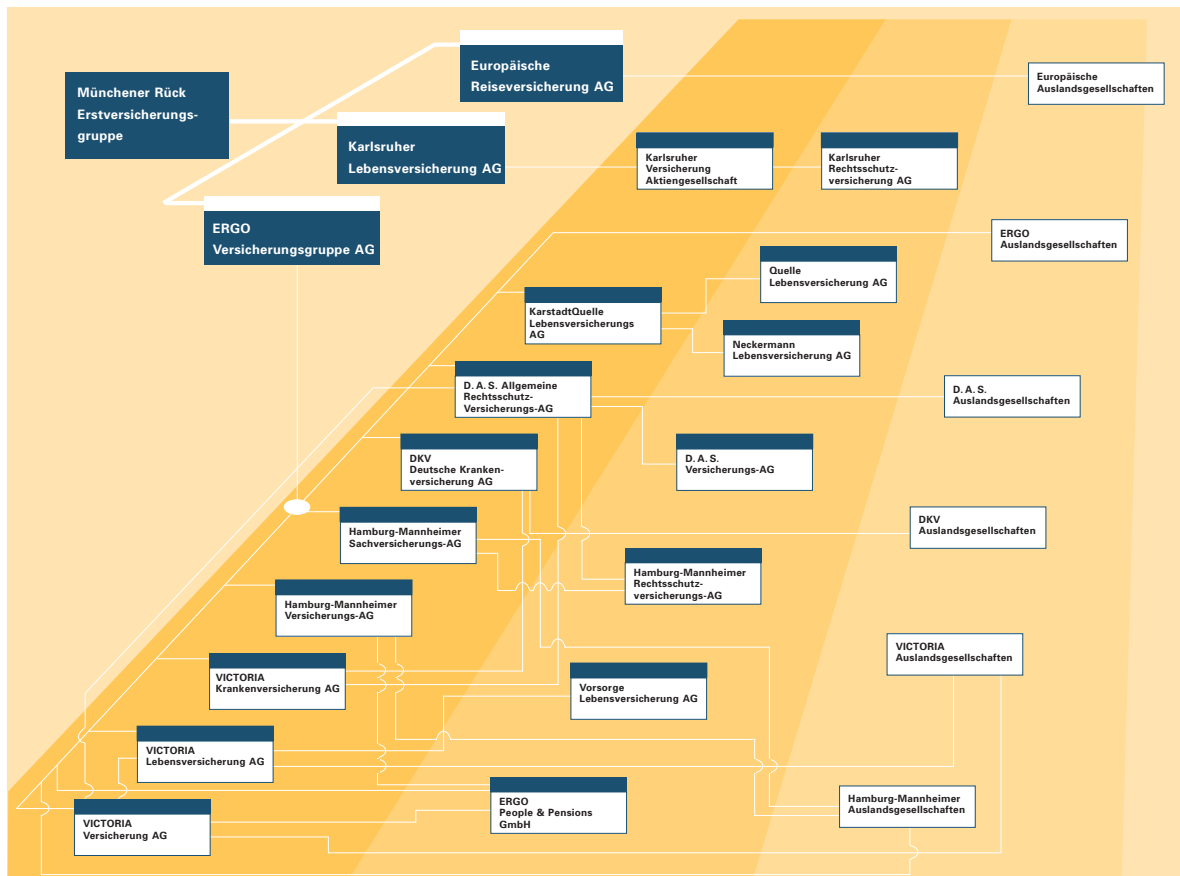 Europäische
Reiseversicherung AG
Europäische
Auslandsgesellschaften
Münchener Rück
Erstversicherungs-
gruppe
Karlsruher
Lebensversicherung AG
Karlsruher
Versicherung
Aktiengesellschaft
Karlsruher
Rechtsschutz-
versicherung AG
ERGO
Versicherungsgruppe AG
ERGO
Auslandsgesellschaften
Quelle
Lebensversicherung AG
KarstadtQuelle
Lebensversicherungs
AG
Neckermann
Lebensversicherung AG
D.A.S. Allgemeine
Rechtsschutz-
Versicherungs-AG
D.A.S.
Auslandsgesellschaften
DKV
Deutsche Kranken-
versicherung AG
D.A.S.
Versicherungs-AG
Hamburg-Mannheimer
Sachversicherungs-AG
DKV
Auslandsgesellschaften
Hamburg-Mannheimer
Rechtsschutz-
versicherungs-AG
Hamburg-Mannheimer
Versicherungs-AG
VICTORIA
Auslandsgesellschaften
VICTORIA
Krankenversicherung AG
Vorsorge
Lebensversicherung AG
VICTORIA
Lebensversicherung AG
ERGO
People & Pensions
GmbH
Hamburg-Mannheimer
Auslandsgesellschaften
VICTORIA
Versicherung AG